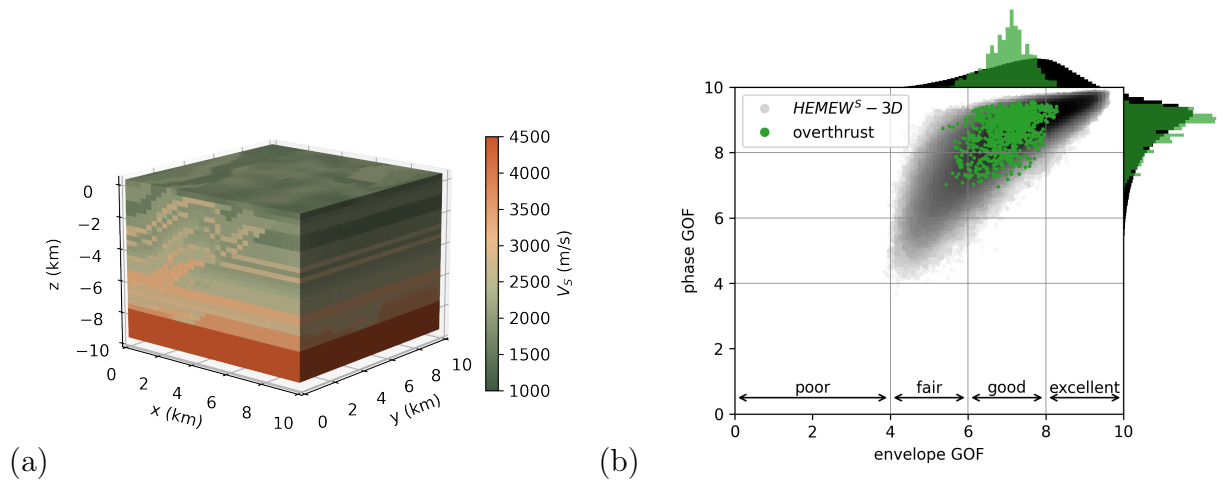 0
−2
−4
−6
−8
−10
z (km)
0
2
4
6
8
10
x (km)
0
2
4
6
8
10
y (km)
4500
4000
3500
3000
2500
2000
1500
1000
V_S (m/s)
(a)
10
8
6
4
2
0
phase GOF
HEMEW^S − 3D
overthrust
poor
fair
good
excellent
0
2
4
6
8
10
envelope GOF
(b)